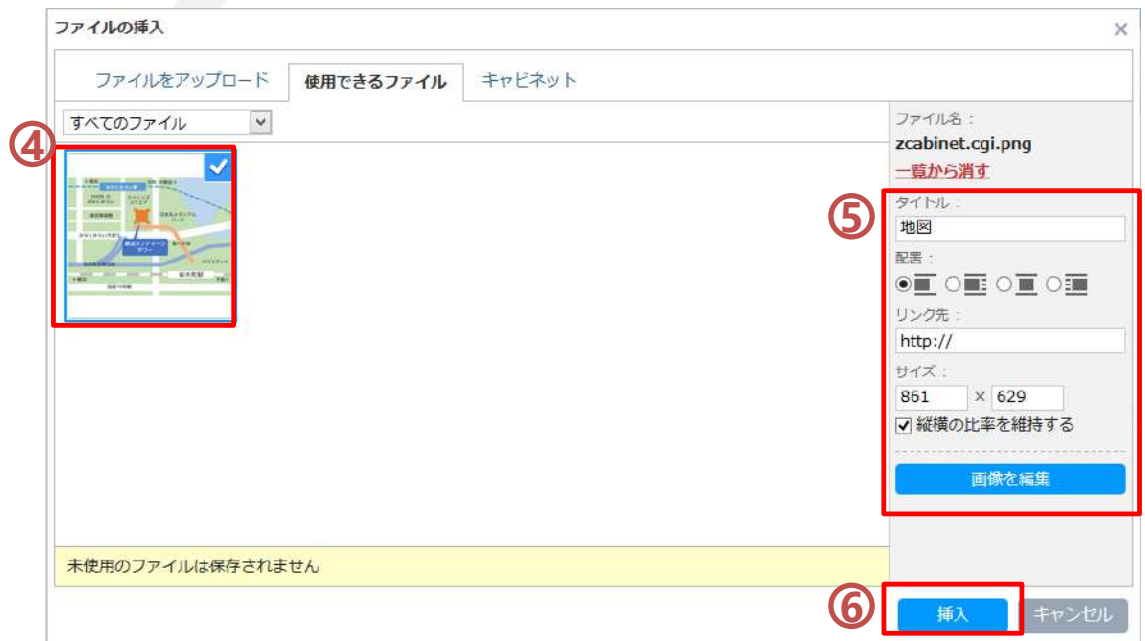 ファイルの挿入
×
ファイルをアップロード
使用できるファイル
キャビネット
すべてのファイル
④
ファイル名：
zcabinet.cgi.png
一覧から消す
⑤
タイトル：
地図
配置：
リンク先：
http://
サイズ：
861 x 629
縦横の比率を維持する
画像を編集
未使用のファイルは保存されません
⑥
挿入
キャンセル